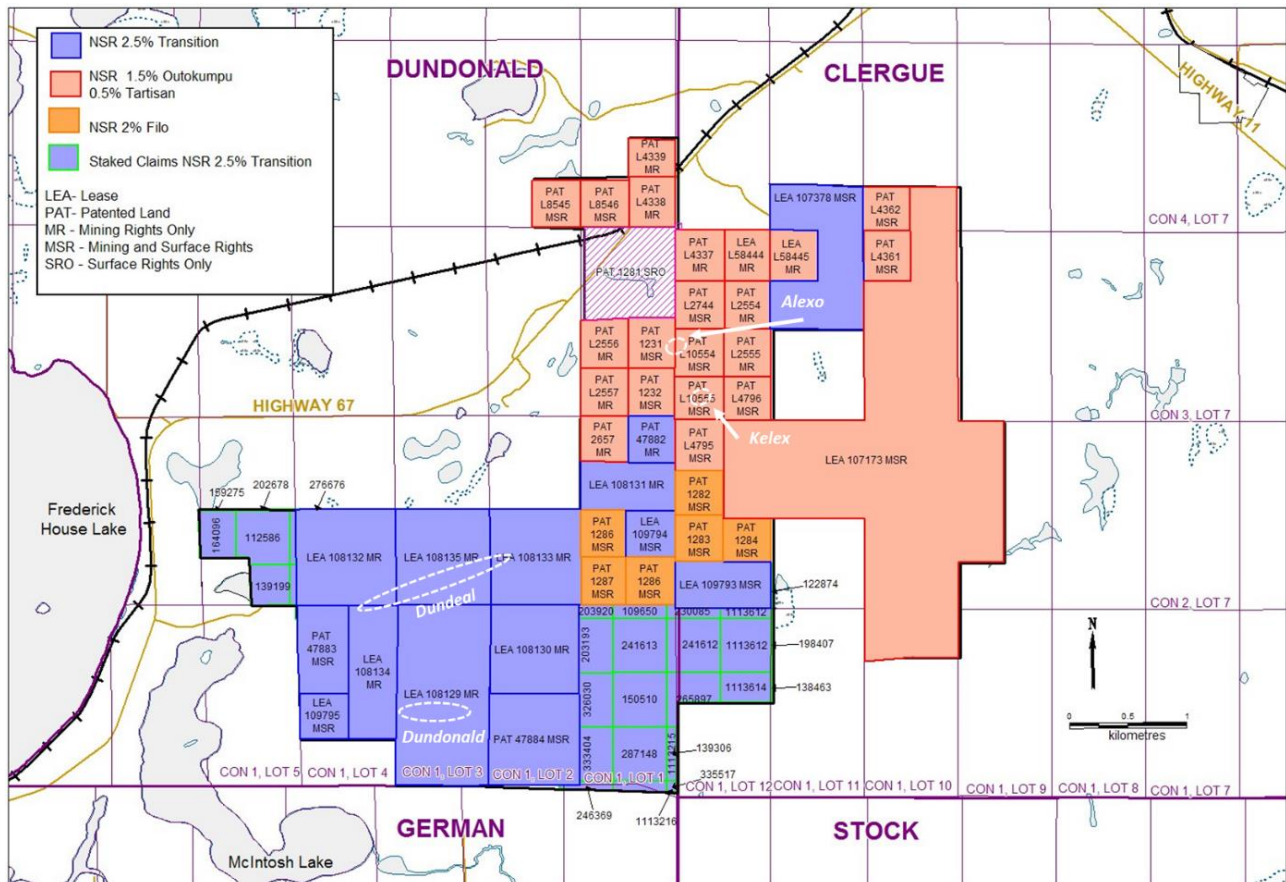 NSR 2.5% Transition
NSR 1.5% Outokumpu
0.5% Tartisan
NSR 2% Filo
Staked Claims NSR 2.5% Transition
LEA- Lease
PAT- Patented Land
MR - Mining Rights Only
MSR - Mining and Surface Rights
SRO - Surface Rights Only
DUNDONALD
CLERGUE
HIGHWAY 11
PAT
L4339
MR
PAT
L8545
MSR
PAT
L8546
MSR
PAT
L4338
MR
LEA 107378 MSR
PAT
L4362
MSR
CON 4, LOT 7
PAT 1281 SRO
PAT
L4337
MR
LEA
L58444
MR
LEA
L58445
MR
PAT
L4361
MSR
PAT
L2744
MSR
PAT
L2554
MR
Alexo
PAT
L2556
MR
PAT
1231
MSR
PAT
L10554
MSR
PAT
L2555
MR
PAT
L2557
MR
PAT
1232
MSR
PAT
L10555
MSR
PAT
L4796
MSR
HIGHWAY 67
CON 3, LOT 7
PAT
2657
MR
PAT
47882
MR
PAT
L4795
MSR
Kelex
LEA 107173 MSR
LEA 108131 MR
PAT
1282
MSR
159275
202678
276676
Frederick
House Lake
164096
112586
139199
LEA 108132 MR
LEA 108135 MR
LEA 108133 MR
PAT
1286
MSR
LEA
109794
MSR
PAT
1283
MSR
PAT
1284
MSR
PAT
1287
MSR
PAT
1286
MSR
LEA 109793 MSR
122874
Dundeal
CON 2, LOT 7
203920
109650
230085
1113612
PAT
47883
MSR
LEA
108134
MR
LEA 108130 MR
203193
241613
241612
1113612
198407
N
LEA
109795
MSR
LEA 108129 MR
326030
150510
265897
1113614
138463
0
0.5
1
kilometres
Dundonald
PAT 47884 MSR
333404
287148
1113215
139306
335517
CON 1, LOT 5
CON 1, LOT 4
CON 1, LOT 3
CON 1, LOT 2
CON 1, LOT 1
CON 1, LOT 12
CON 1, LOT 11
CON 1, LOT 10
CON 1, LOT 9
CON 1, LOT 8
CON 1, LOT 7
246369
1113216
GERMAN
STOCK
McIntosh Lake